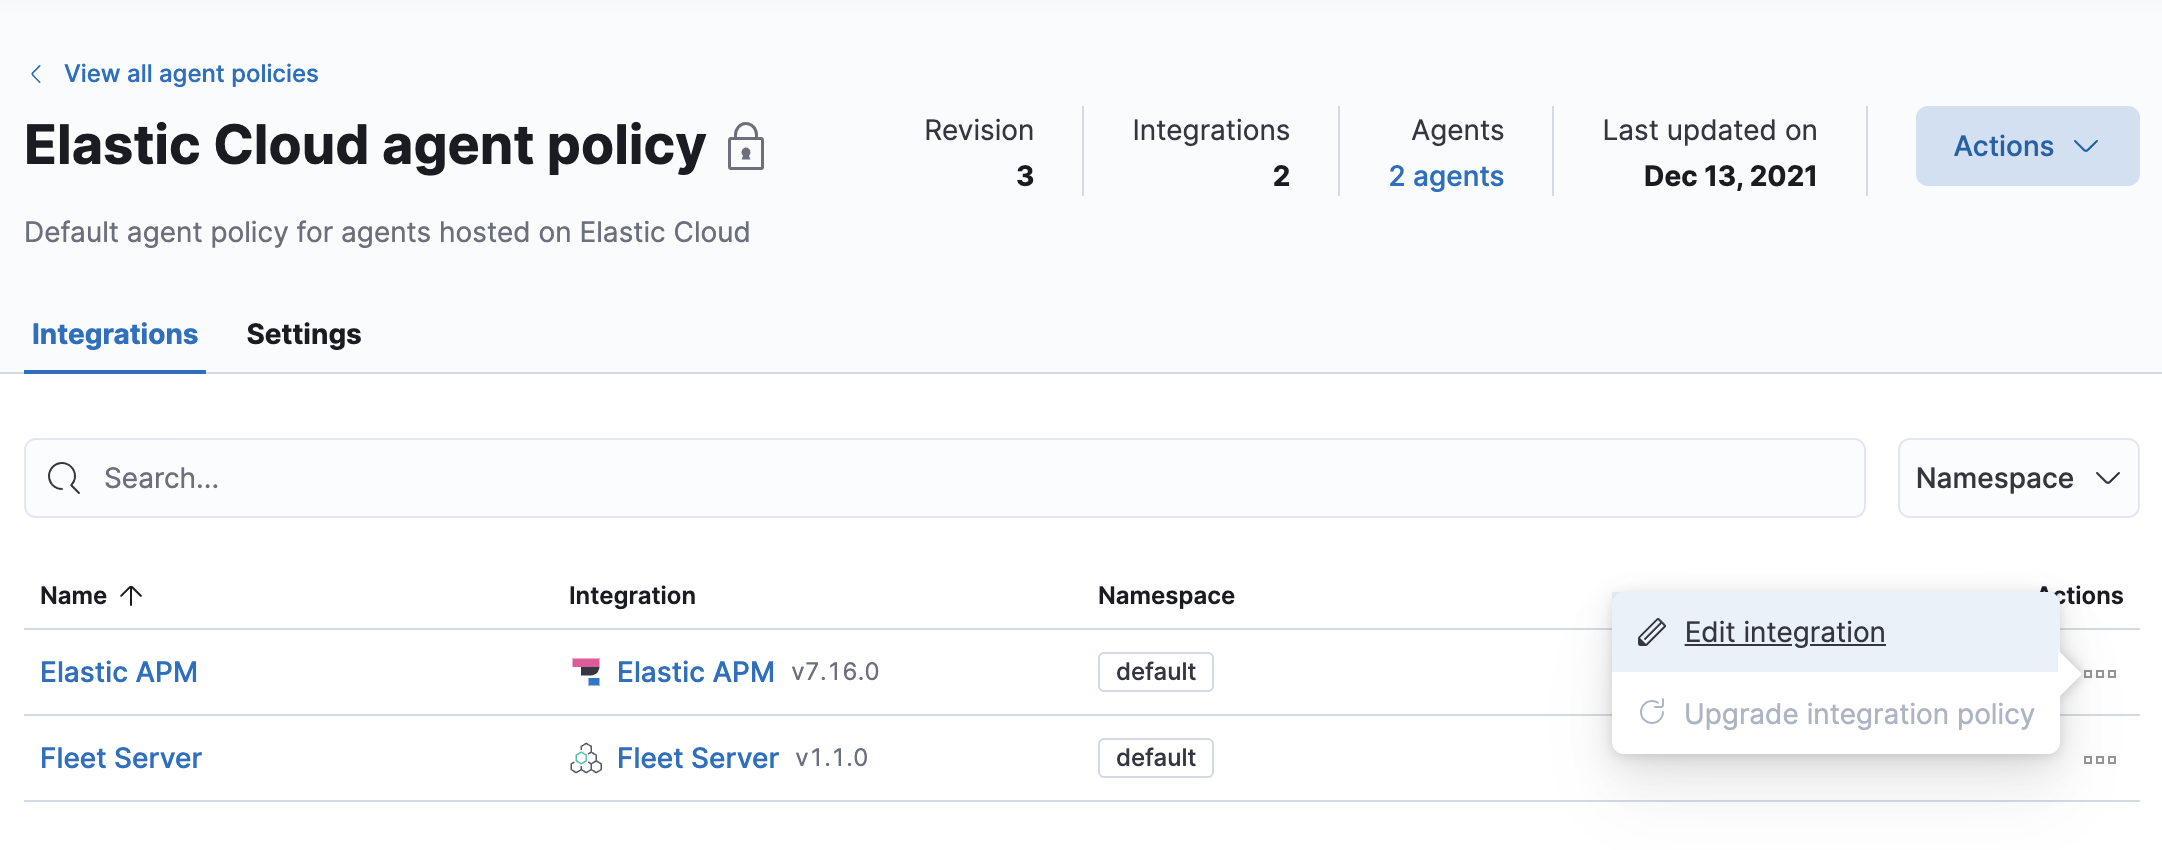 View all agent policies
Elastic Cloud agent policy
Revision
3
Integrations
2
Agents
2 agents
Last updated on
Dec 13, 2021
Actions
Default agent policy for agents hosted on Elastic Cloud
Integrations Settings
Search...
Namespace
Name Integration Namespace Actions
Edit integration
Elastic APM Elastic APM v7.16.0 default
Upgrade integration policy
Fleet Server Fleet Server v1.1.0 default